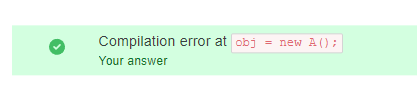 Compilation error at obj = new A();
Your answer